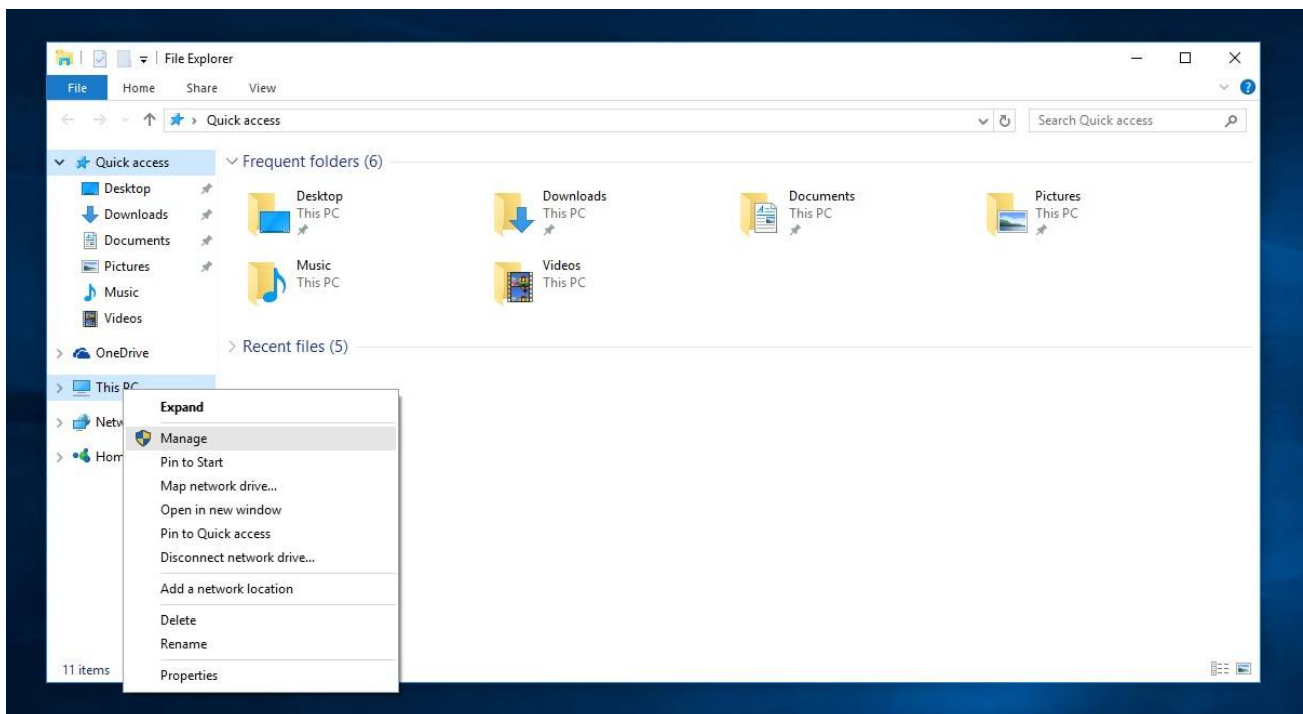 File Explorer
File Home Share View
Quick access
Search Quick access
Quick access
Desktop
Downloads
Documents
Pictures
Music
Videos
OneDrive
This PC
Frequent folders (6)
Desktop
This PC
Downloads
This PC
Documents
This PC
Pictures
This PC
Music
This PC
Videos
This PC
Recent files (5)
Netw
Hom
Expand
Manage
Pin to Start
Map network drive...
Open in new window
Pin to Quick access
Disconnect network drive...
Add a network location
Delete
Rename
Properties
11 items